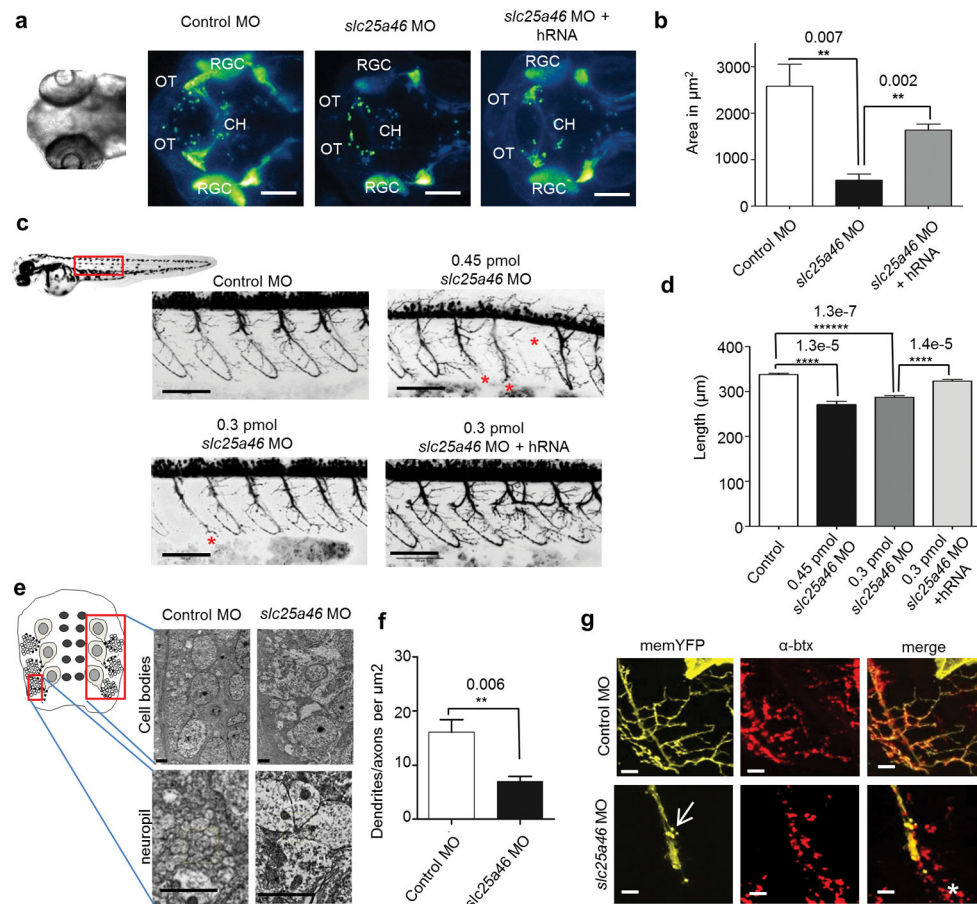 a
Control MO
slc25a46 MO
slc25a46 MO +
hRNA
OT
RGC
CH
OT
RGC
OT
RGC
CH
OT
RGC
OT
RGC
CH
OT
RGC
b
0.007
**
0.002
**
Area in µm²
3000
2000
1000
0
Control MO
slc25a46 MO
slc25a46 MO
+ hRNA
c
Control MO
0.45 pmol
slc25a46 MO
*
*
*
0.3 pmol
slc25a46 MO
*
0.3 pmol
slc25a46 MO + hRNA
d
1.3e-7
******
1.3e-5
****
1.4e-5
****
Length (µm)
400
300
200
100
0
Control
0.45 pmol
slc25a46 MO
0.3 pmol
slc25a46 MO
0.3 pmol
slc25a46 MO
+hRNA
e
Control MO
slc25a46 MO
Cell bodies
neuropil
f
0.006
**
Dendrites/axons per µm2
30
20
10
0
Control MO
slc25a46 MO
g
memYFP
α-btx
merge
Control MO
slc25a46 MO
*